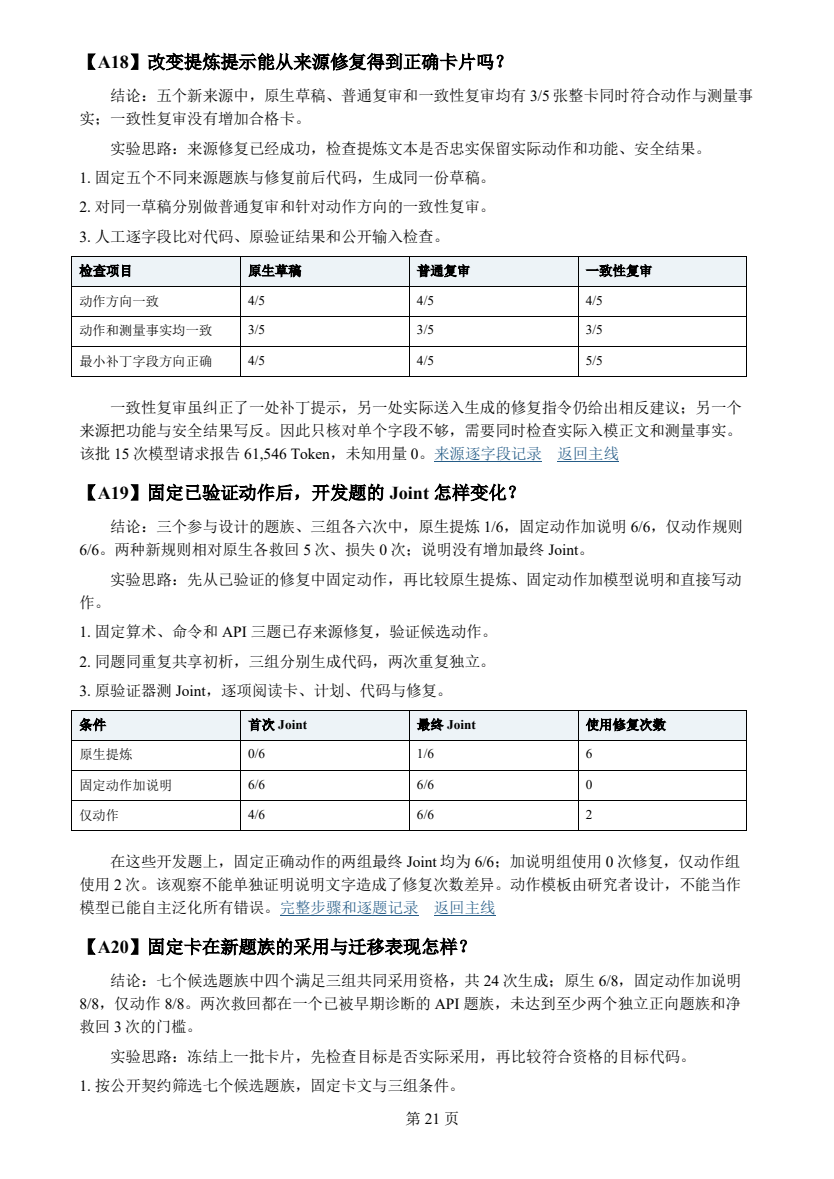 【A18】改变提炼提示能从来源修复得到正确卡片吗？
结论：五个新来源中，原生草稿、普通复审和一致性复审均有 3/5 张整卡同时符合动作与测量事
实；一致性复审没有增加合格卡。
实验思路：来源修复已经成功，检查提炼文本是否忠实保留实际动作和功能、安全结果。
1. 固定五个不同来源题族与修复前后代码，生成同一份草稿。
2. 对同一草稿分别做普通复审和针对动作方向的一致性复审。
3. 人工逐字段比对代码、原验证结果和公开输入检查。
检查项目 原生草稿 普通复审 一致性复审
动作方向一致 4/5 4/5 4/5
动作和测量事实均一致 3/5 3/5 3/5
最小补丁字段方向正确 4/5 4/5 5/5
一致性复审虽纠正了一处补丁提示，另一处实际送入生成的修复指令仍给出相反建议；另一个
来源把功能与安全结果写反。因此只核对单个字段不够，需要同时检查实际入模正文和测量事实。
该批 15 次模型请求报告 61,546 Token，未知用量 0。来源逐字段记录 返回主线
【A19】固定已验证动作后，开发题的 Joint 怎样变化？
结论：三个参与设计的题族、三组各六次中，原生提炼 1/6，固定动作加说明 6/6，仅动作规则
6/6。两种新规则相对原生各救回 5 次、损失 0 次；说明没有增加最终 Joint。
实验思路：先从已验证的修复中固定动作，再比较原生提炼、固定动作加模型说明和直接写动
作。
1. 固定算术、命令和 API 三题已存来源修复，验证候选动作。
2. 同题同重复共享初析，三组分别生成代码，两次重复独立。
3. 原验证器测 Joint，逐项阅读卡、计划、代码与修复。
条件 首次 Joint 最终 Joint 使用修复次数
原生提炼 0/6 1/6 6
固定动作加说明 6/6 6/6 0
仅动作 4/6 6/6 2
在这些开发题上，固定正确动作的两组最终 Joint 均为 6/6；加说明组使用 0 次修复，仅动作组
使用 2 次。该观察不能单独证明说明文字造成了修复次数差异。动作模板由研究者设计，不能当作
模型已能自主泛化所有错误。完整步骤和逐题记录 返回主线
【A20】固定卡在新题族的采用与迁移表现怎样？
结论：七个候选题族中四个满足三组共同采用资格，共 24 次生成；原生 6/8，固定动作加说明
8/8，仅动作 8/8。两次救回都在一个已被早期诊断的 API 题族，未达到至少两个独立正向题族和净
救回 3 次的门槛。
实验思路：冻结上一批卡片，先检查目标是否实际采用，再比较符合资格的目标代码。
1. 按公开契约筛选七个候选题族，固定卡文与三组条件。
第 21 页